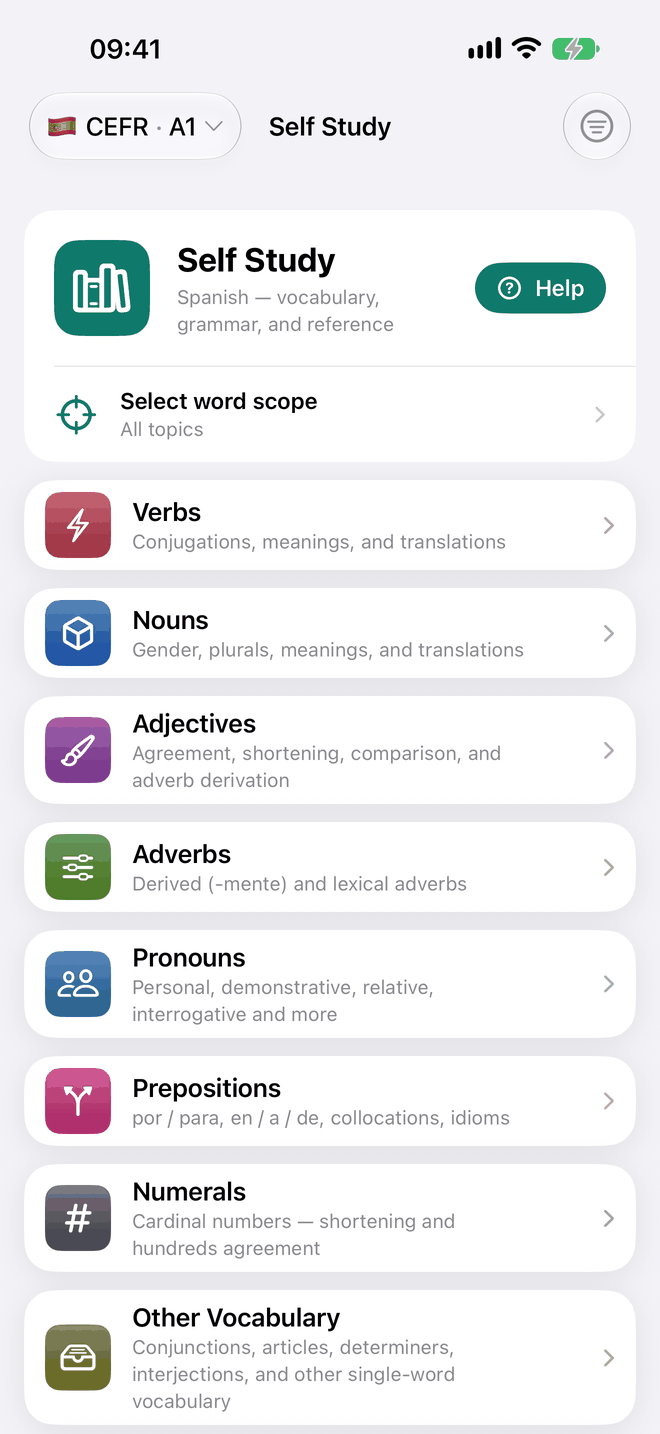 09:41
CEFR · A1
Self Study
Self Study
Spanish — vocabulary,
grammar, and reference
Help
Select word scope
All topics
Verbs
Conjugations, meanings, and translations
Nouns
Gender, plurals, meanings, and translations
Adjectives
Agreement, shortening, comparison, and
adverb derivation
Adverbs
Derived (-mente) and lexical adverbs
Pronouns
Personal, demonstrative, relative,
interrogative and more
Prepositions
por / para, en / a / de, collocations, idioms
Numerals
Cardinal numbers — shortening and
hundreds agreement
Other Vocabulary
Conjunctions, articles, determiners,
interjections, and other single-word
vocabulary